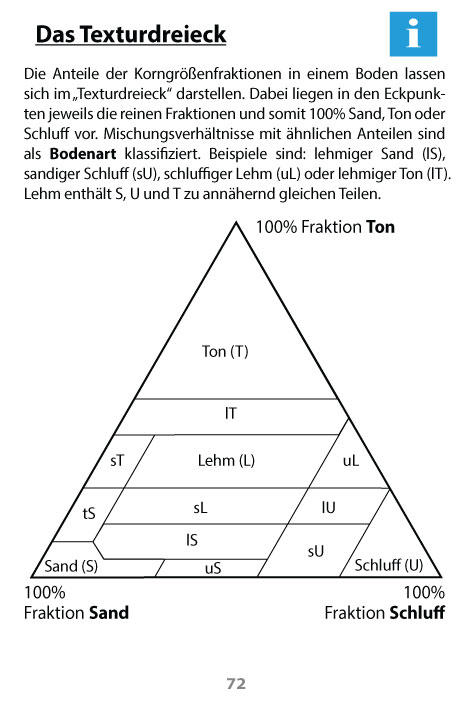 Das Texturdreieck
i
Die Anteile der Korngrößenfraktionen in einem Boden lassen
sich im „Texturdreieck“ darstellen. Dabei liegen in den Eckpunk-
ten jeweils die reinen Fraktionen und somit 100% Sand, Ton oder
Schluff vor. Mischungsverhältnisse mit ähnlichen Anteilen sind
als Bodenart klassifiziert. Beispiele sind: lehmiger Sand (lS),
sandiger Schluff (sU), schluffiger Lehm (uL) oder lehmiger Ton (lT).
Lehm enthält S, U und T zu annähernd gleichen Teilen.
100% Fraktion Ton
Ton (T)
lT
sT
Lehm (L)
uL
tS
sL
lU
lS
sU
Sand (S)
uS
Schluff (U)
100%
Fraktion Sand
100%
Fraktion Schluff
72